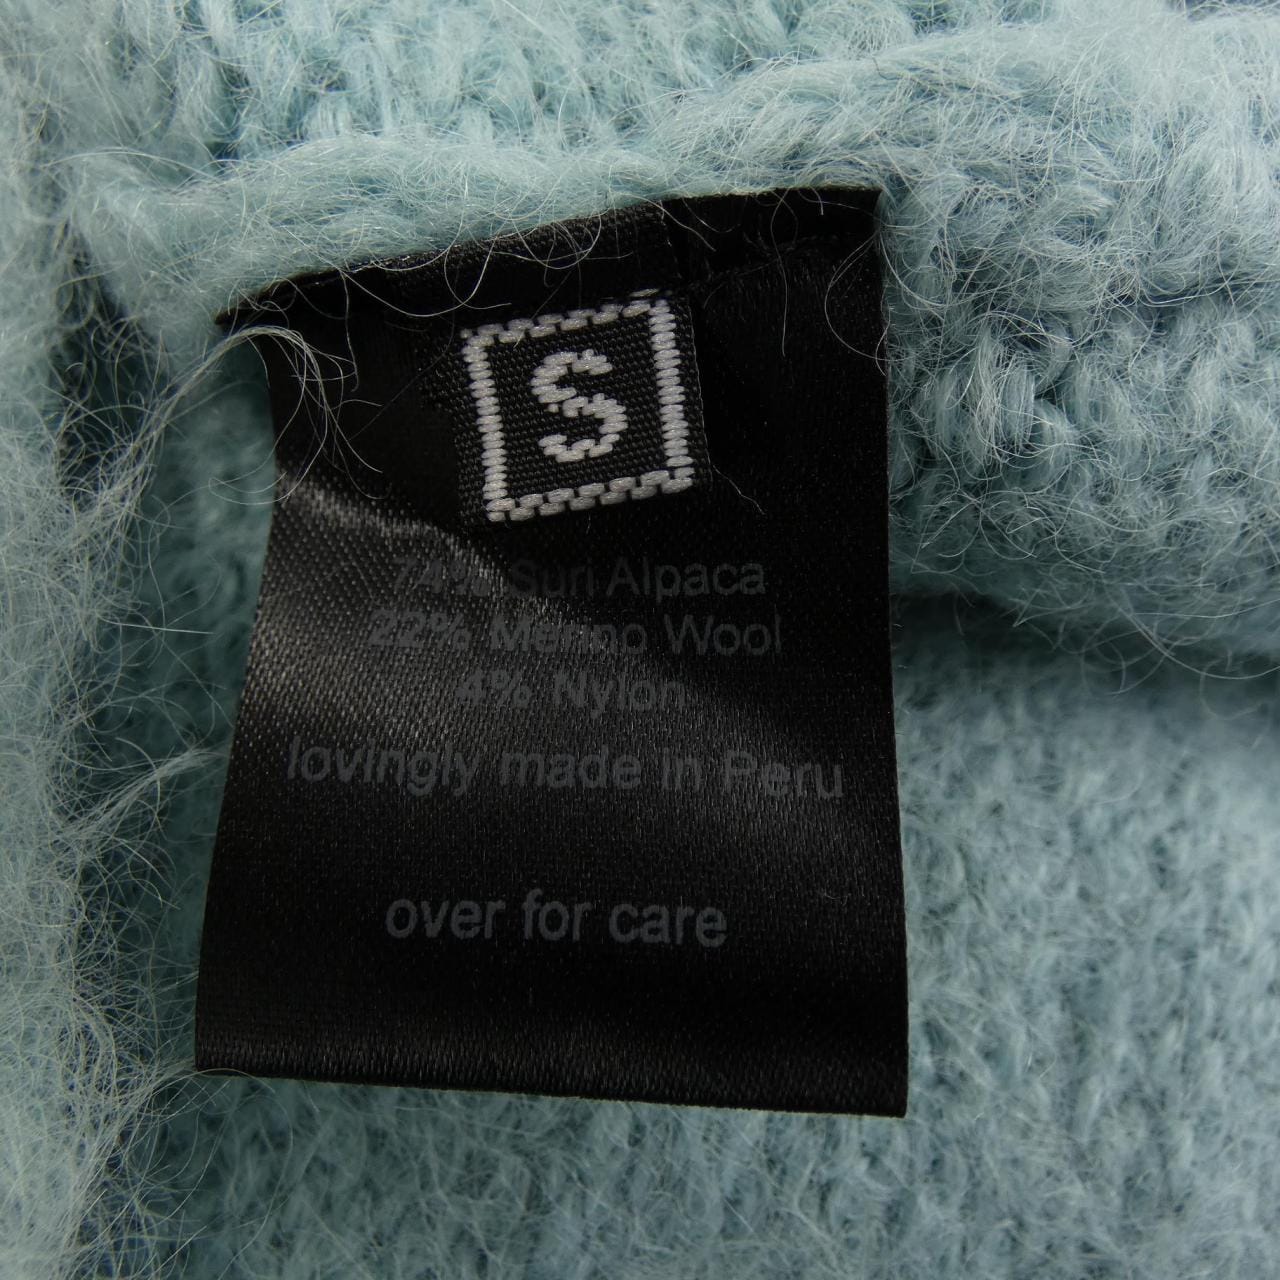 S
74% Suri Alpaca
22% Merino Wool
4% Nylon
lovingly made in Peru
over for care